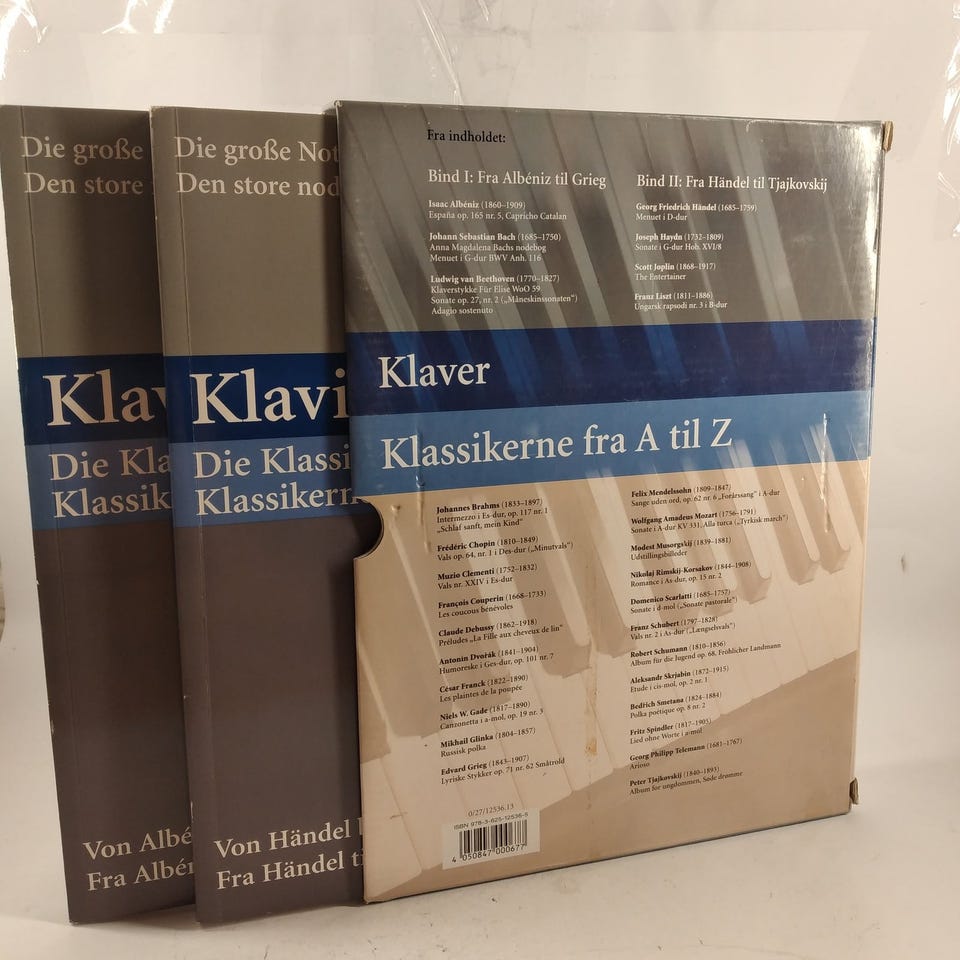 Die große
Den store
Klav
Die Kla
Klassik
Von Albé
Fra Albén
Die große Not
Den store nod
Klavi
Die Klassi
Klassikern
Von Händel
Fra Händel ti
Fra indholdet:
Bind I: Fra Albéniz til Grieg
Isaac Albéniz (1860–1909)
España op. 165 nr. 5, Capricho Catalan
Johann Sebastian Bach (1685–1750)
Anna Magdalena Bachs nodebog
Menuet i G-dur BWV Anh. 116
Ludwig van Beethoven (1770–1827)
Klaverstykke Für Elise WoO 59
Sonate op. 27, nr. 2 („Måneskinssonaten“)
Adagio sostenuto
Bind II: Fra Händel til Tjajkovskij
Georg Friedrich Händel (1685–1759)
Menuet i D-dur
Joseph Haydn (1732–1809)
Sonate i G-dur Hob. XVI/8
Scott Joplin (1868–1917)
The Entertainer
Franz Liszt (1811–1886)
Ungarsk rapsodi nr. 3 i B-dur
Klaver
Klassikerne fra A til Z
Johannes Brahms (1833–1897)
Intermezzo i Es-dur, op. 117 nr. 1
„Schlaf sanft, mein Kind“
Frédéric Chopin (1810–1849)
Vals op. 64, nr. 1 i Des-dur („Minutvals“)
Muzio Clementi (1752–1832)
Vals nr. XXIV i Es-dur
François Couperin (1668–1733)
Les coucous bénévoles
Claude Debussy (1862–1918)
Préludes „La Fille aux cheveux de lin“
Antonín Dvořák (1841–1904)
Humoreske i Ges-dur, op. 101 nr. 7
César Franck (1822–1890)
Les plaintes de la poupée
Niels W. Gade (1817–1890)
Canzonetta i a-mol, op. 19 nr. 3
Mikhail Glinka (1804–1857)
Russisk polka
Edvard Grieg (1843–1907)
Lyriske Stykker op. 71 nr. 62 Småtrold
Felix Mendelssohn (1809–1847)
Sange uden ord, op. 62 nr. 6 „Forårssang“ i A-dur
Wolfgang Amadeus Mozart (1756–1791)
Sonate i A-dur KV 331, Alla turca („Tyrkisk march“)
Modest Musorgskij (1839–1881)
Udstillingsbilleder
Nikolaj Rimskij-Korsakov (1844–1908)
Romance i As-dur, op. 15 nr. 2
Domenico Scarlatti (1685–1757)
Sonate i d-mol („Sonate pastorale“)
Franz Schubert (1797–1828)
Vals nr. 2 i As-dur („Længselsvals“)
Robert Schumann (1810–1856)
Album für die Jugend op. 68, Fröhlicher Landmann
Aleksandr Skrjabin (1872–1915)
Etude i cis-mol, op. 2 nr. 1
Bedřich Smetana (1824–1884)
Polka poétique op. 8 nr. 2
Fritz Spindler (1817–1905)
Lied ohne Worte i a-mol
Georg Philipp Telemann (1681–1767)
Arioso
Peter Tjajkovskij (1840–1893)
Album for ungdommen, Søde drømme
0/27/12536.13
ISBN 978-3-625-12536-5
4 050847 000677